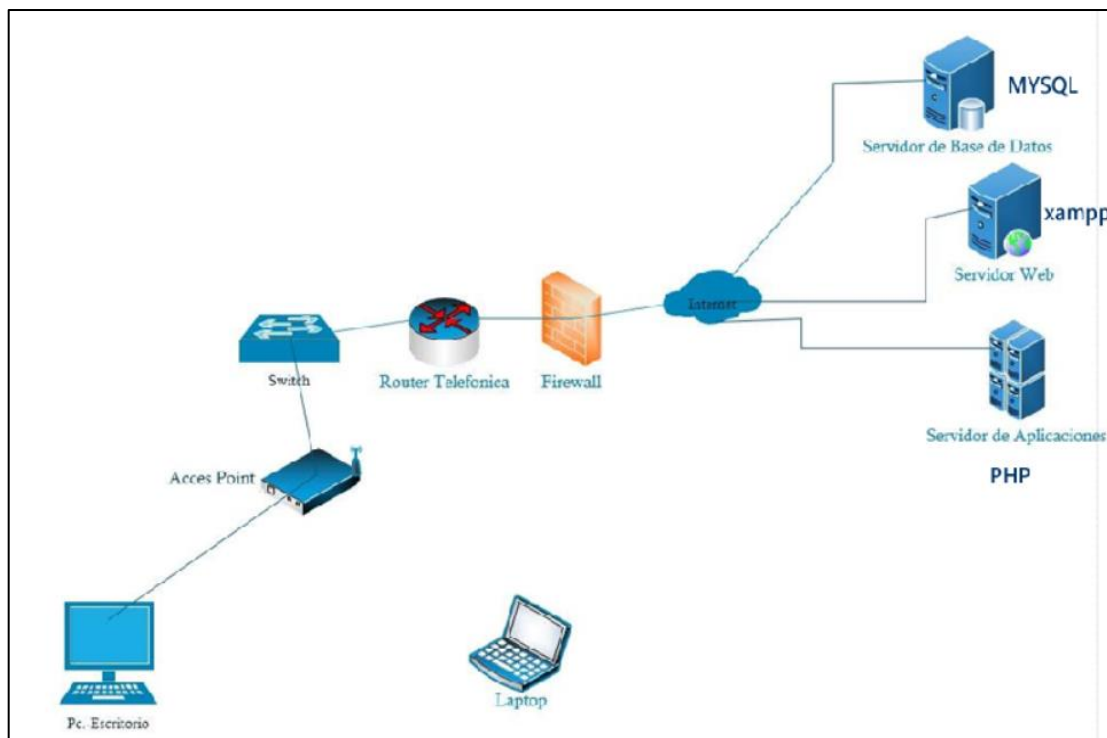 MYSQL
Servidor de Base de Datos
xampp
Servidor Web
Internet
Switch
Router Telefonica
Firewall
Servidor de Aplicaciones
PHP
Acces Point
Laptop
Pc. Escritorio